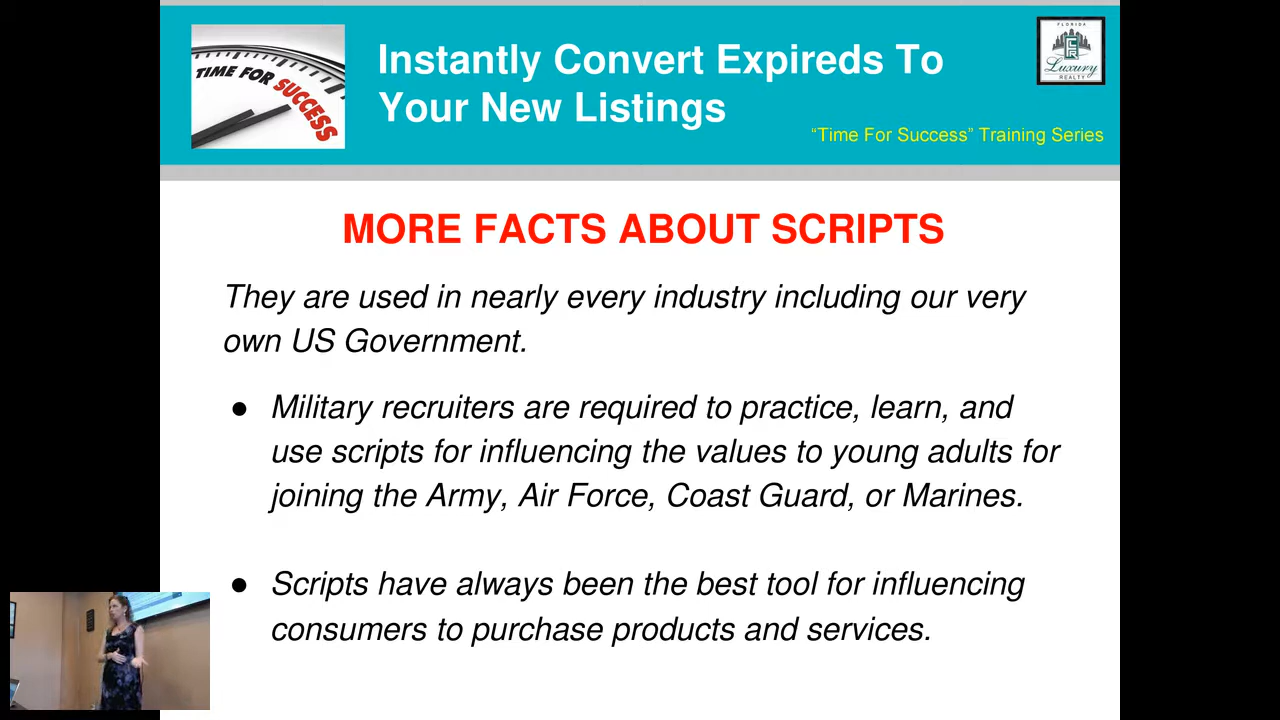 Instantly Convert Expireds To
Your New Listings
TIME FOR SUCCESS
FLORIDA
Luxury
REALTY
“Time For Success” Training Series
MORE FACTS ABOUT SCRIPTS
They are used in nearly every industry including our very
own US Government.
● Military recruiters are required to practice, learn, and
use scripts for influencing the values to young adults for
joining the Army, Air Force, Coast Guard, or Marines.
● Scripts have always been the best tool for influencing
consumers to purchase products and services.